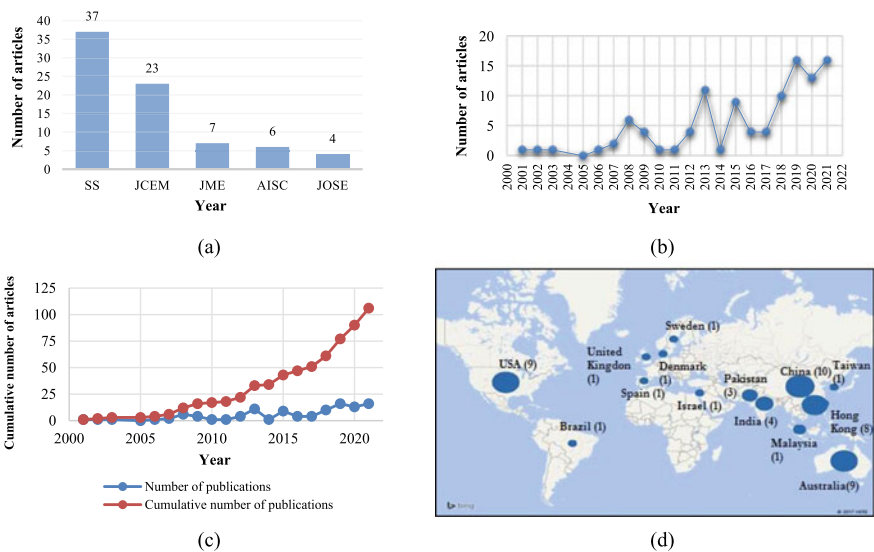 40
35
30
25
20
15
10
5
0
Number of articles
37
23
7
6
4
SS JCEM JME AISC JOSE
Year
(a)
20
15
10
5
0
Number of articles
2000 2001 2002 2003 2004 2005 2006 2007 2008 2009 2010 2011 2012 2013 2014 2015 2016 2017 2018 2019 2020 2021 2022
Year
(b)
Cumulative number of articles
125
100
75
50
25
0
2000 2005 2010 2015 2020
Year
Number of publications
Cumulative number of publications
(c)
Sweden (1)
United
Kingdon
(1)
USA (9)
Denmark
(1)
Spain (1)
Israel (1)
Pakistan
(3)
China (10)
Taiwan
(1)
India (4)
Hong
Kong (8)
Brazil (1)
Malaysia
(1)
Australia(9)
bing
(d)